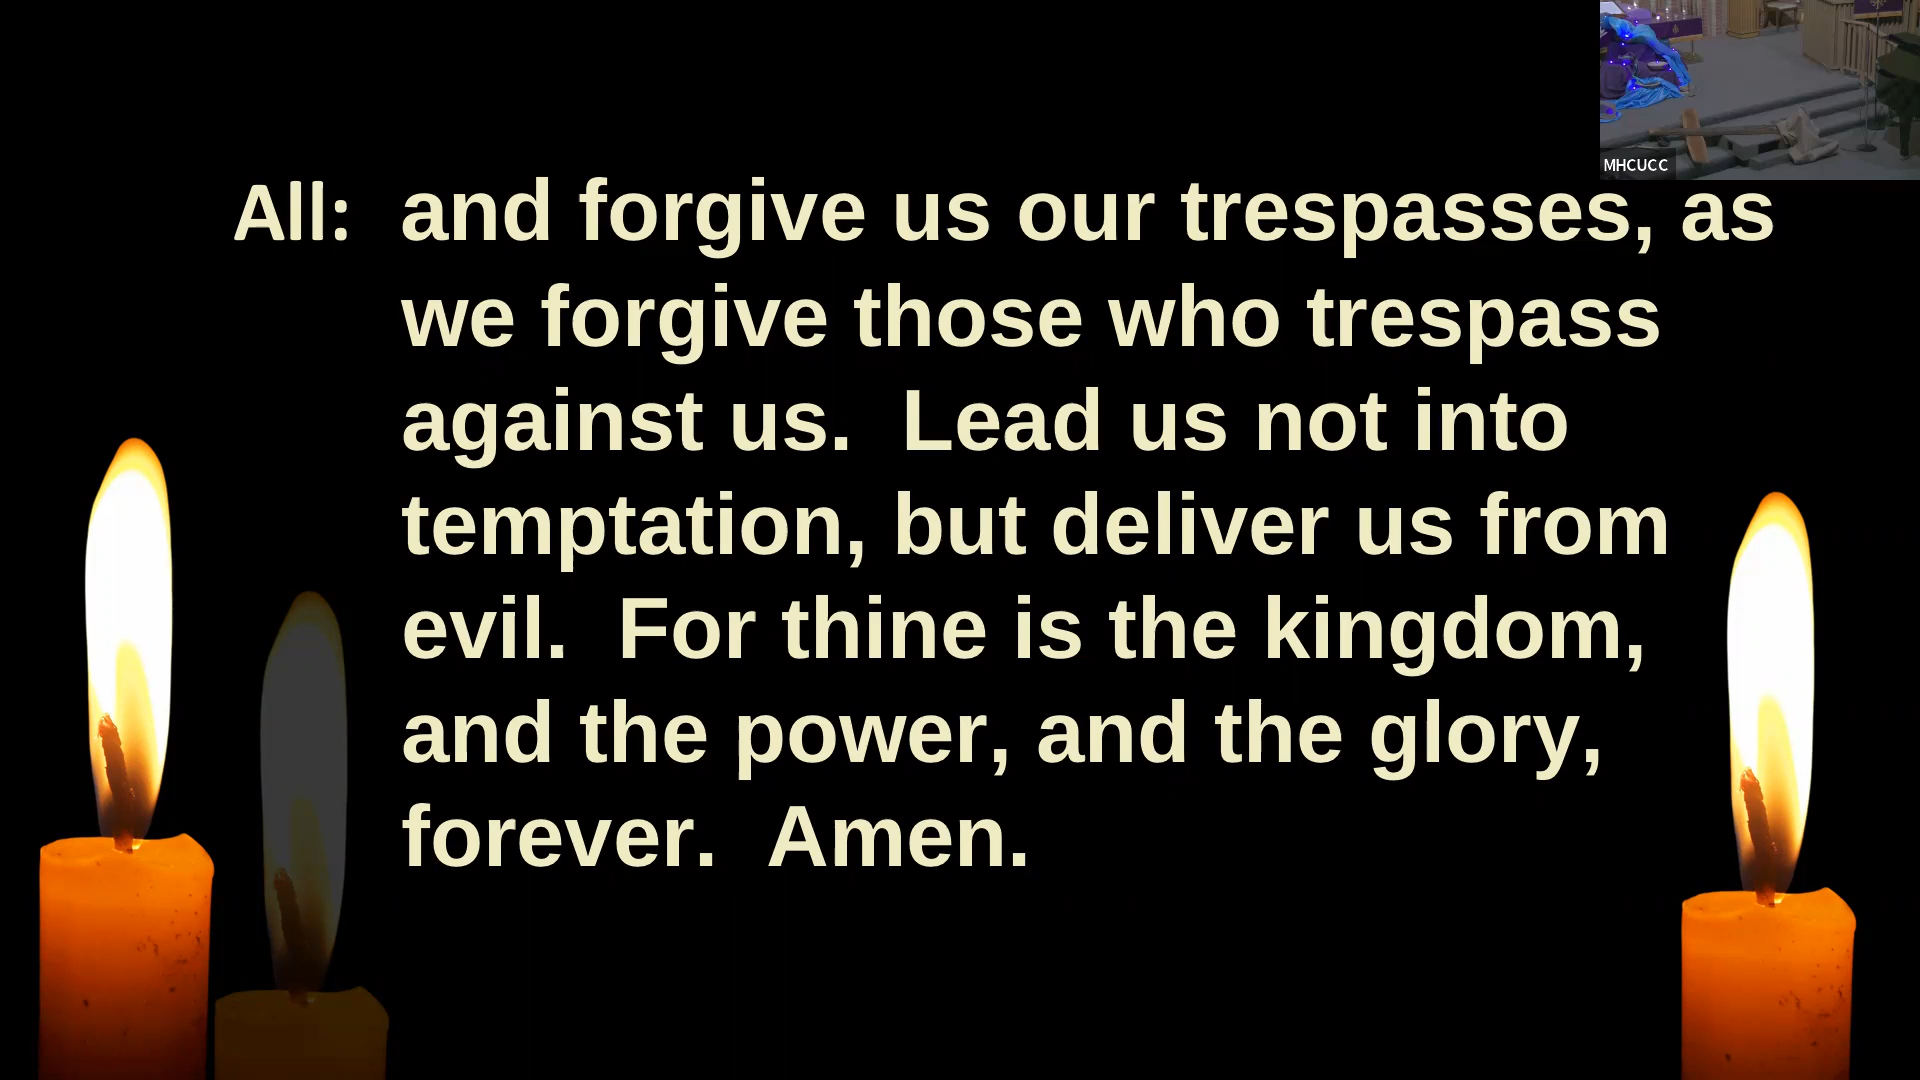 MHCUCC
All: and forgive us our trespasses, as
we forgive those who trespass
against us.  Lead us not into
temptation, but deliver us from
evil.  For thine is the kingdom,
and the power, and the glory,
forever.  Amen.